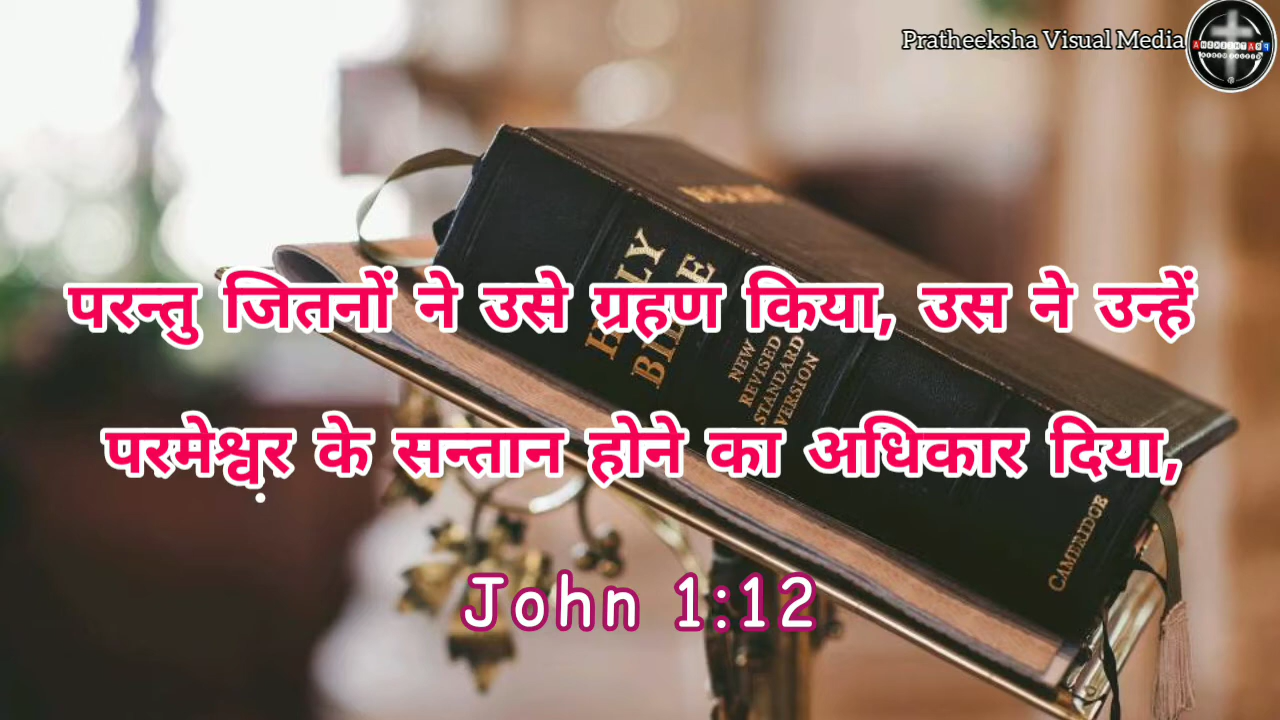 Pratheeksha Visual Media
HOLY
BIBLE
NEW
REVISED
STANDARD
VERSION
परन्तु जितनों ने उसे ग्रहण किया, उस ने उन्हें
परमेश्व़र के सन्तान होने का अधिकार दिया,
CAMBRIDGE
John 1:12